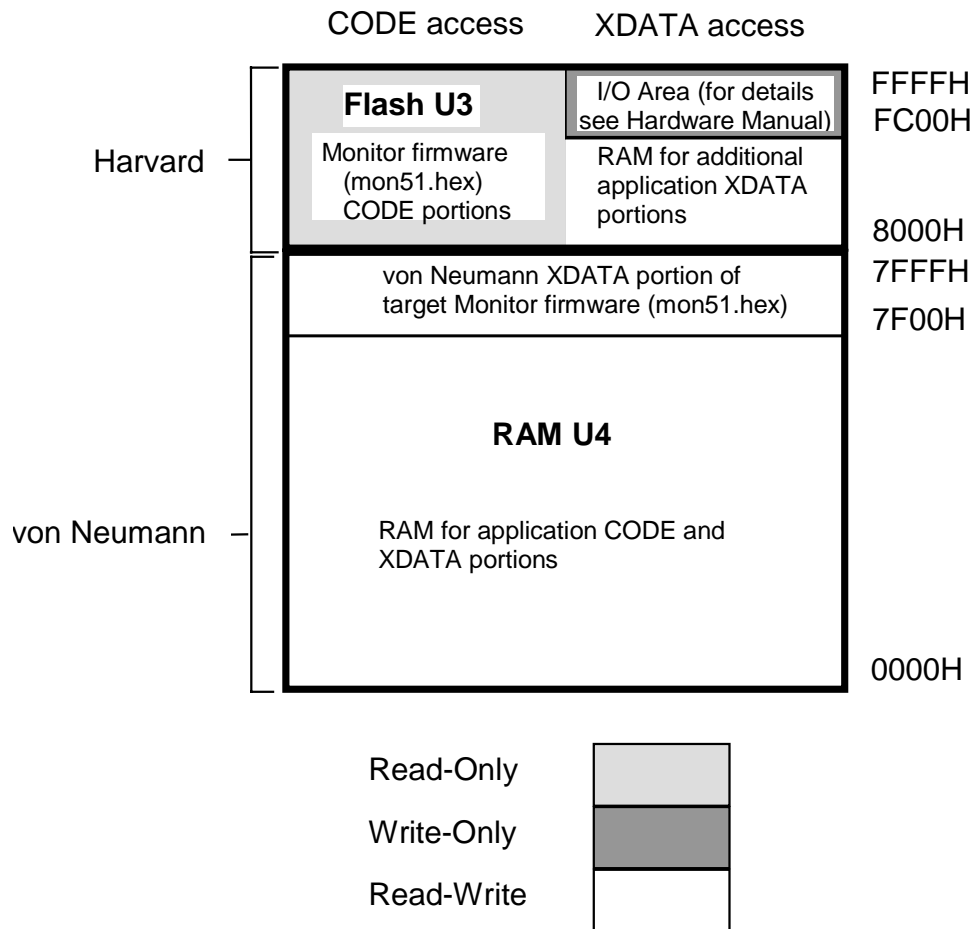 CODE access
XDATA access
Flash U3
Monitor firmware
(mon51.hex)
CODE portions
I/O Area (for details
see Hardware Manual)
RAM for additional
application XDATA
portions
FFFFH
FC00H
Harvard
8000H
7FFFH
von Neumann XDATA portion of
target Monitor firmware (mon51.hex)
7F00H
RAM U4
von Neumann
RAM for application CODE and
XDATA portions
0000H
Read-Only
Write-Only
Read-Write